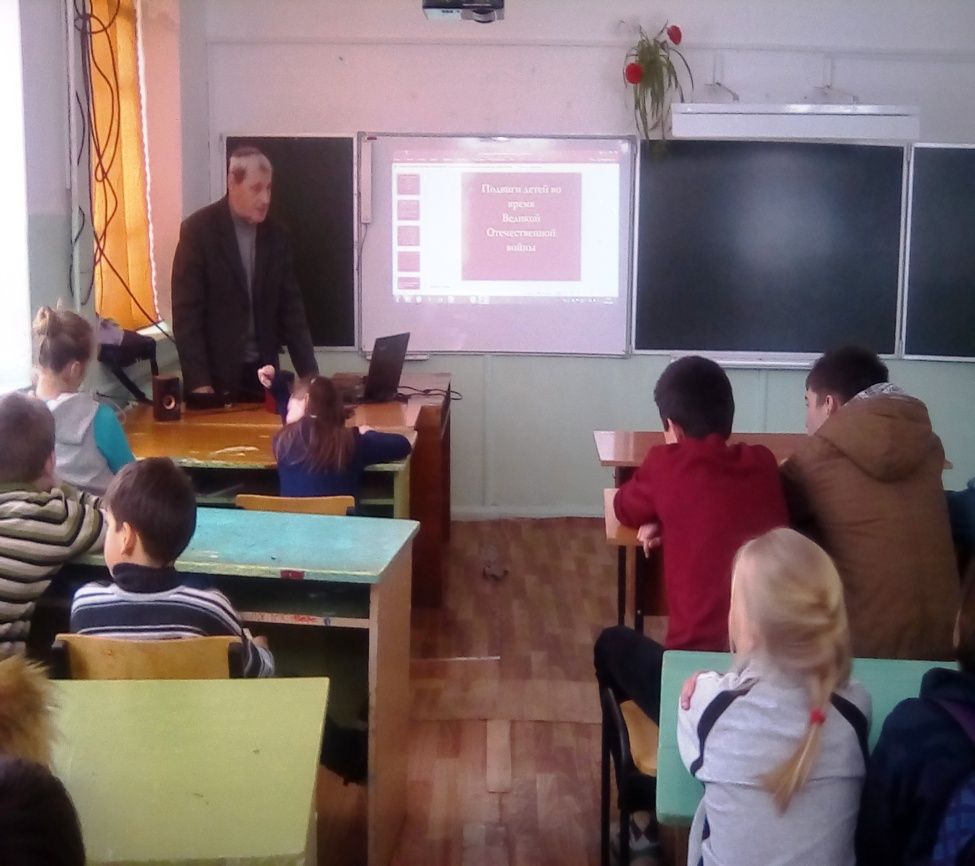 Подвиги детей во
время
Великой
Отечественной
войны